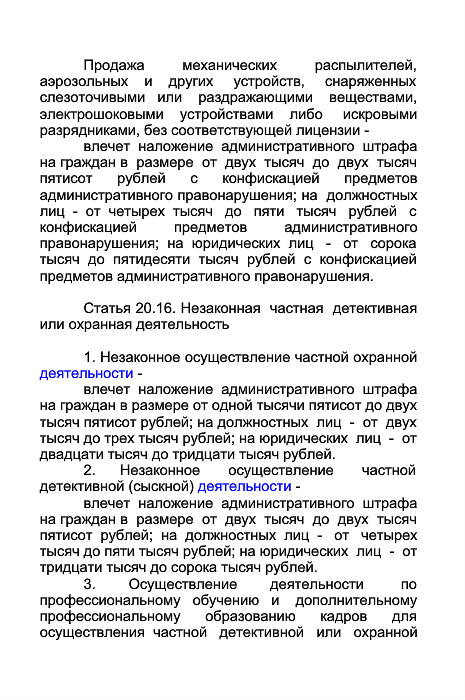 Продажа механических распылителей,
аэрозольных и других устройств, снаряженных
слезоточивыми или раздражающими веществами,
электрошоковыми устройствами либо искровыми
разрядниками, без соответствующей лицензии -
влечет наложение административного штрафа
на граждан в размере от двух тысяч до двух тысяч
пятисот рублей с конфискацией предметов
административного правонарушения; на должностных
лиц - от четырех тысяч до пяти тысяч рублей с
конфискацией предметов административного
правонарушения; на юридических лиц - от сорока
тысяч до пятидесяти тысяч рублей с конфискацией
предметов административного правонарушения.
Статья 20.16. Незаконная частная детективная
или охранная деятельность
1. Незаконное осуществление частной охранной
деятельности -
влечет наложение административного штрафа
на граждан в размере от одной тысячи пятисот до двух
тысяч пятисот рублей; на должностных лиц - от двух
тысяч до трех тысяч рублей; на юридических лиц - от
двадцати тысяч до тридцати тысяч рублей.
2. Незаконное осуществление частной
детективной (сыскной) деятельности -
влечет наложение административного штрафа
на граждан в размере от двух тысяч до двух тысяч
пятисот рублей; на должностных лиц - от четырех
тысяч до пяти тысяч рублей; на юридических лиц - от
тридцати тысяч до сорока тысяч рублей.
3. Осуществление деятельности по
профессиональному обучению и дополнительному
профессиональному образованию кадров для
осуществления частной детективной или охранной